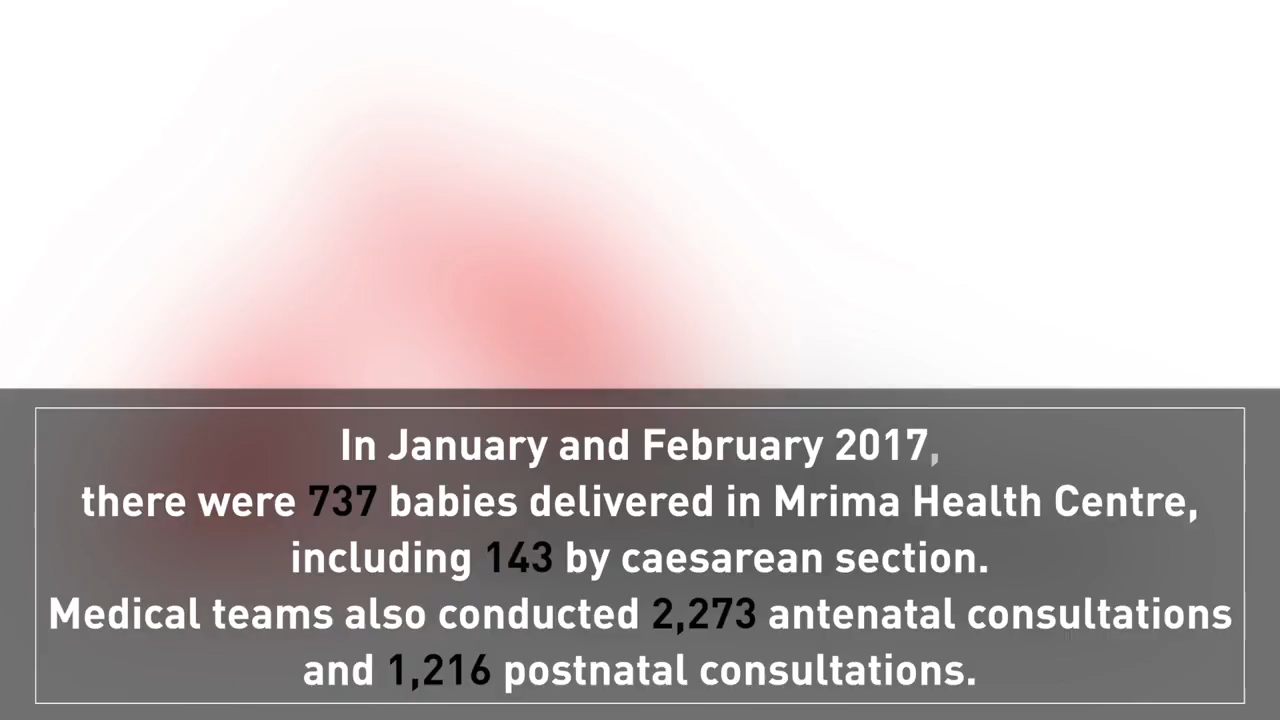 In January and February 2017,
there were 737 babies delivered in Mrima Health Centre,
including 143 by caesarean section.
Medical teams also conducted 2,273 antenatal consultations
and 1,216 postnatal consultations.